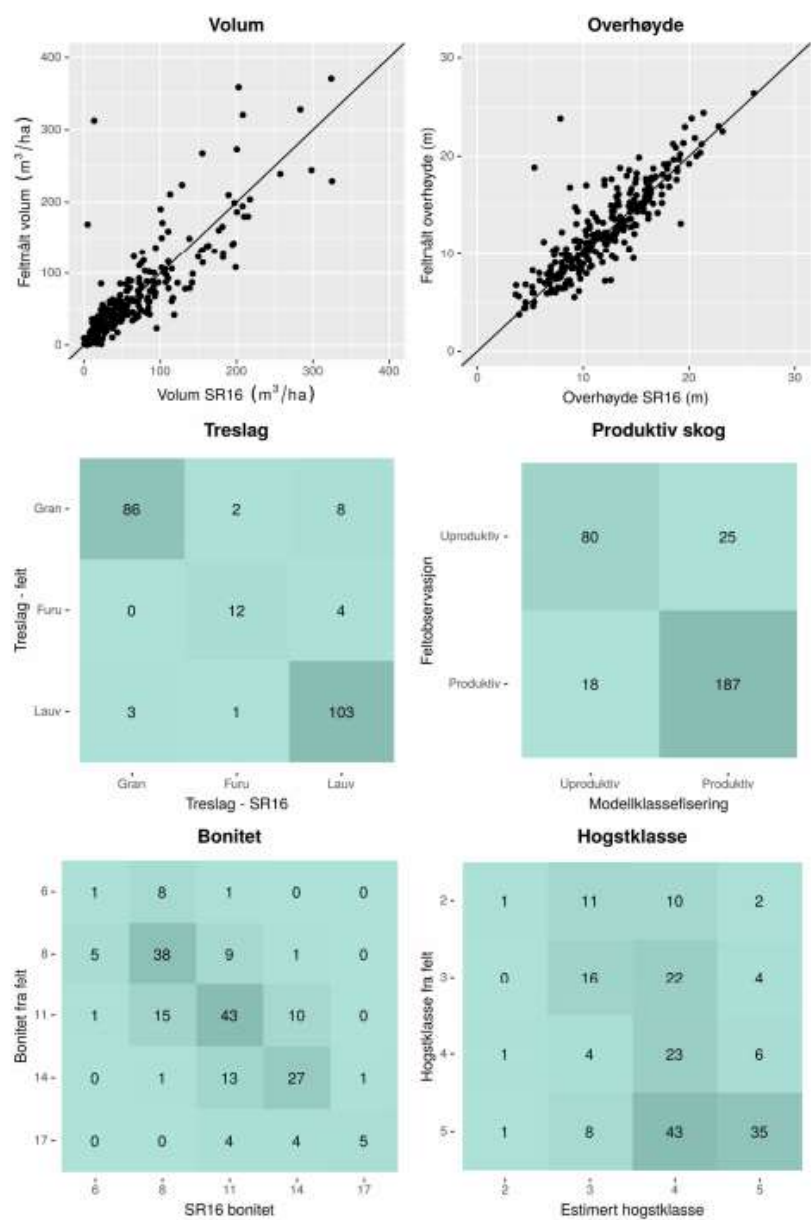 Volum
Overhøyde
400
300
200
100
0
Feltmålt volum (m³/ha)
0 100 200 300 400
Volum SR16 (m³/ha)
30
20
10
0
Feltmålt overhøyde (m)
0 10 20 30
Overhøyde SR16 (m)
Treslag
Produktiv skog
Treslag - felt
Gran 86 2 8
Furu 0 12 4
Lauv 3 1 103
Gran Furu Lauv
Treslag - SR16
Feltobservasjon
Uproduktiv 80 25
Produktiv 18 187
Uproduktiv Produktiv
Modellklassefisering
Bonitet
Hogstklasse
Bonitet fra felt
6 1 8 1 0 0
8 5 38 9 1 0
11 1 15 43 10 0
14 0 1 13 27 1
17 0 0 4 4 5
6 8 11 14 17
SR16 bonitet
Hogstklasse fra felt
2 1 11 10 2
3 0 16 22 4
4 1 4 23 6
5 1 8 43 35
2 3 4 5
Estimert hogstklasse